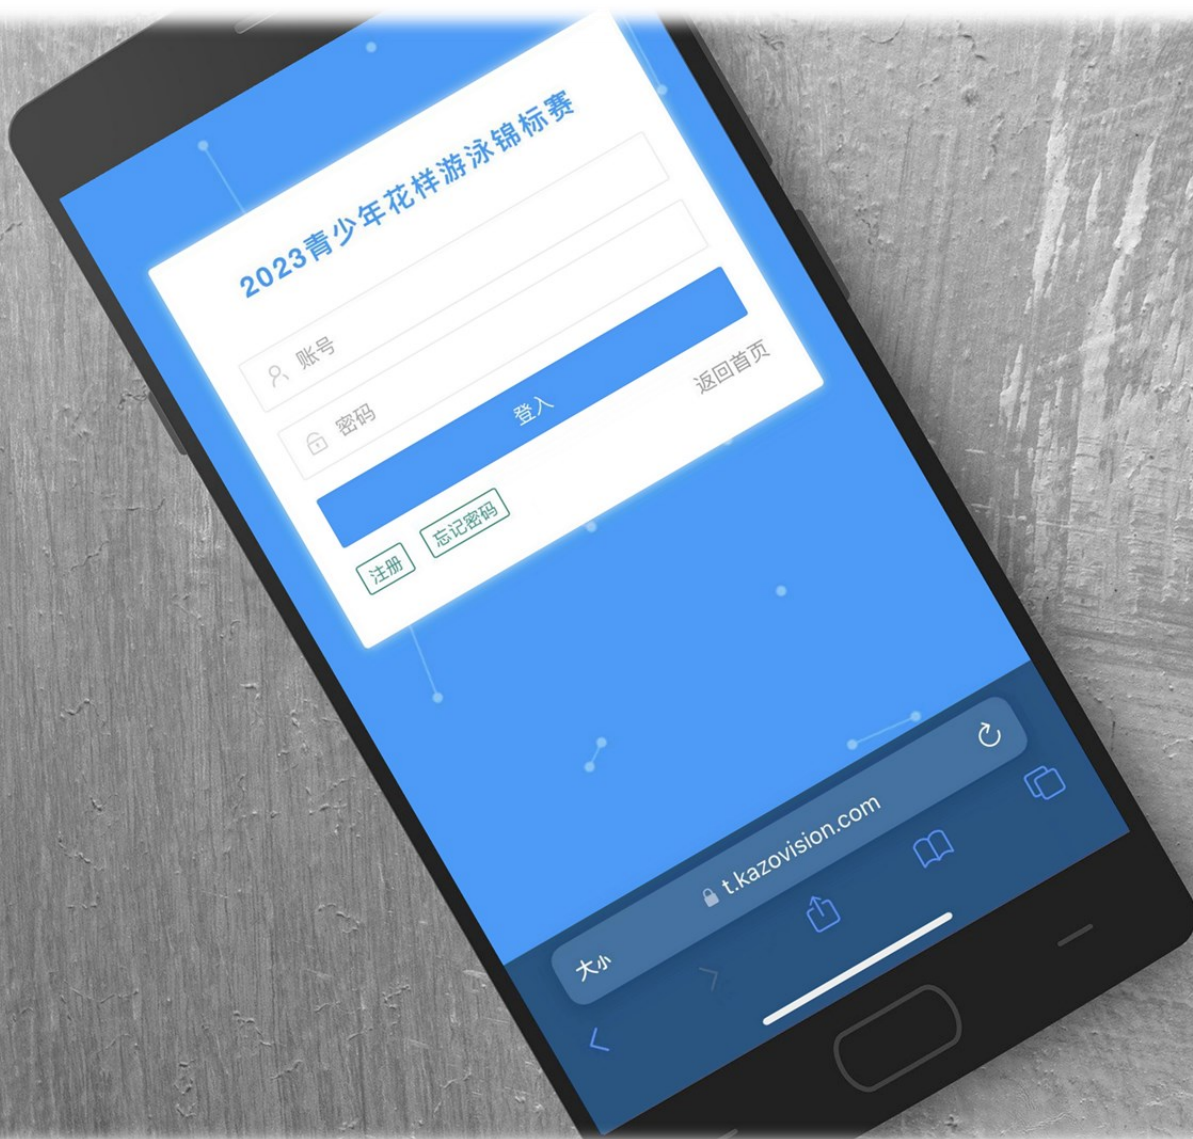 2023青少年花样游泳锦标赛
账号
密码
登入
注册 忘记密码 返回首页
大小 t.kazovision.com